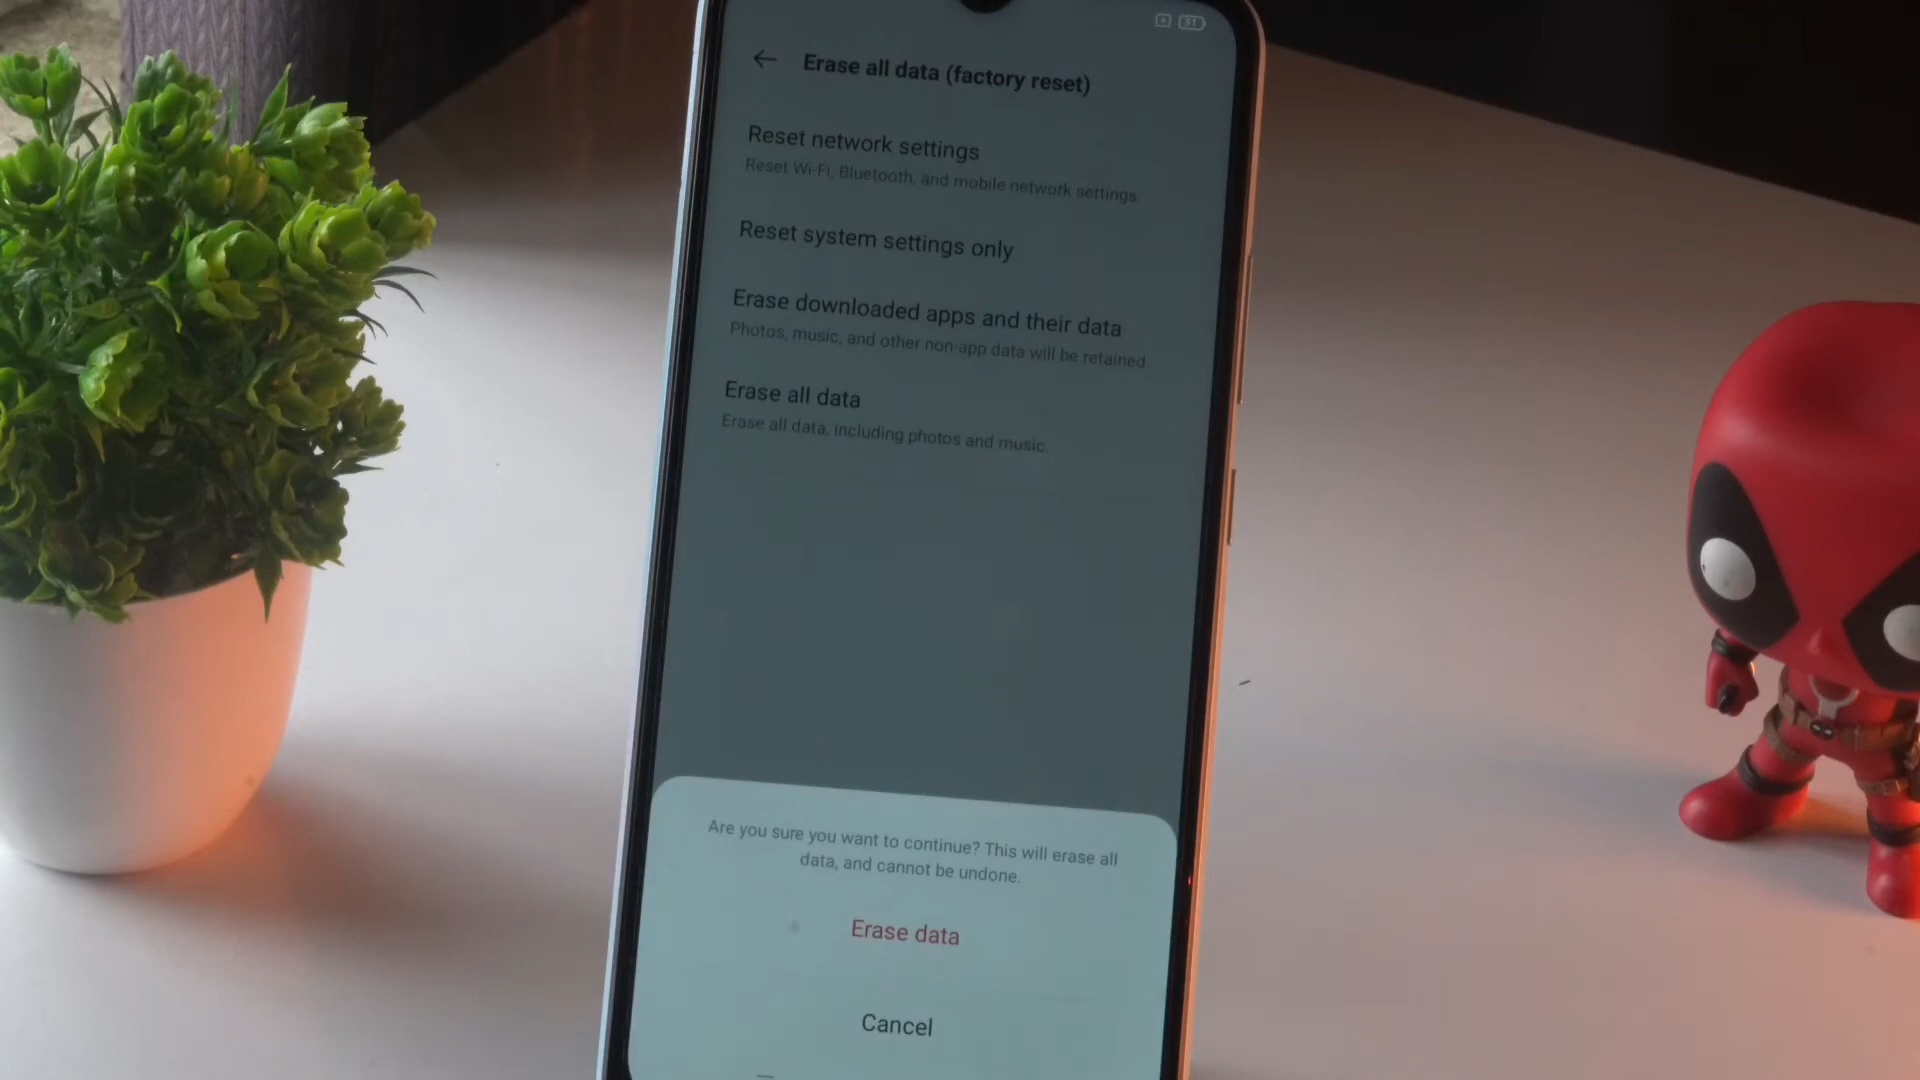 51
Erase all data (factory reset)
Reset network settings
Reset Wi-Fi, Bluetooth, and mobile network settings.
Reset system settings only
Erase downloaded apps and their data
Photos, music, and other non-app data will be retained
Erase all data
Erase all data, including photos and music.
Are you sure you want to continue? This will erase all
data, and cannot be undone.
Erase data
Cancel